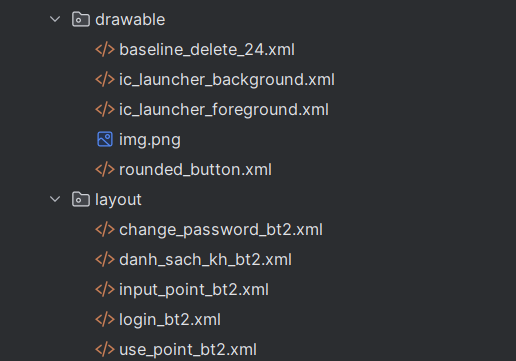 drawable
baseline_delete_24.xml
ic_launcher_background.xml
ic_launcher_foreground.xml
img.png
rounded_button.xml
layout
change_password_bt2.xml
danh_sach_kh_bt2.xml
input_point_bt2.xml
login_bt2.xml
use_point_bt2.xml